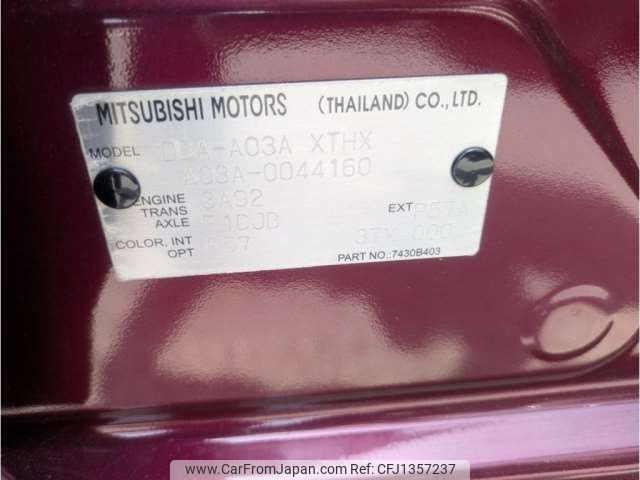 MITSUBISHI MOTORS (THAILAND) CO.,LTD.
MODEL DBA-A03A XTHX
A03A-0044160
ENGINE 3A92
TRANS AXLE EXT
COLOR, INT OPT
PART NO.:7430B403
www.CarFromJapan.com | CFJ1357237